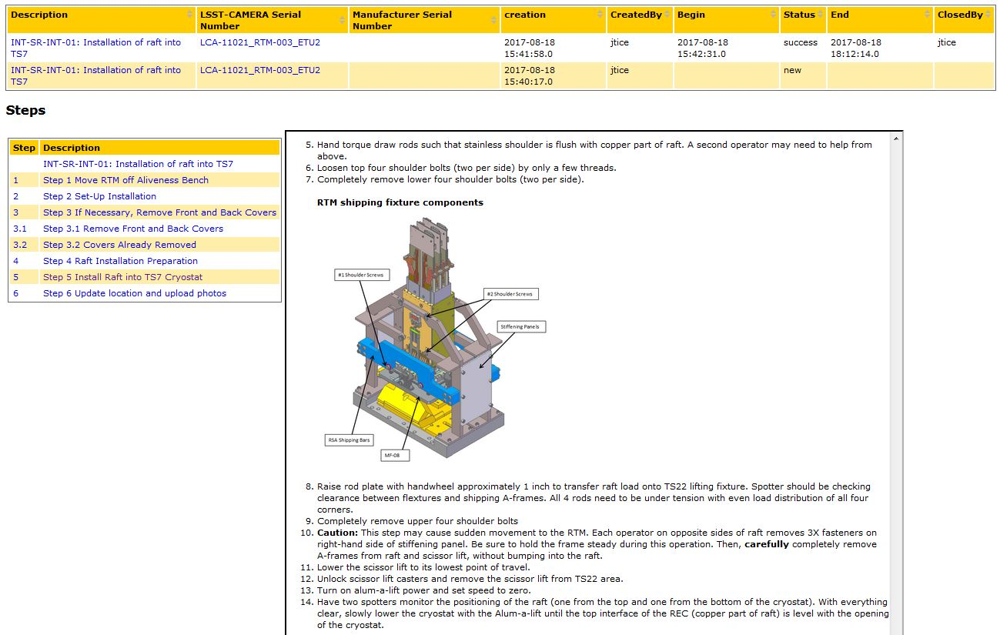 Description LSST-CAMERA Serial Number Manufacturer Serial Number creation CreatedBy Begin Status End ClosedBy
INT-SR-INT-01: Installation of raft into TS7 LCA-11021_RTM-003_ETU2 2017-08-18 15:41:58.0 jtice 2017-08-18 15:42:31.0 success 2017-08-18 18:12:14.0 jtice
INT-SR-INT-01: Installation of raft into TS7 LCA-11021_RTM-003_ETU2 2017-08-18 15:40:17.0 jtice new
Steps
Step Description
INT-SR-INT-01: Installation of raft into TS7
1 Step 1 Move RTM off Aliveness Bench
2 Step 2 Set-Up Installation
3 Step 3 If Necessary, Remove Front and Back Covers
3.1 Step 3.1 Remove Front and Back Covers
3.2 Step 3.2 Covers Already Removed
4 Step 4 Raft Installation Preparation
5 Step 5 Install Raft into TS7 Cryostat
6 Step 6 Update location and upload photos
5. Hand torque draw rods such that stainless shoulder is flush with copper part of raft. A second operator may need to help from
above.
6. Loosen top four shoulder bolts (two per side) by only a few threads.
7. Completely remove lower four shoulder bolts (two per side).
RTM shipping fixture components
#1 Shoulder Screws
#2 Shoulder Screws
Stiffening Panels
RSA Shipping Bars
MF-08
8. Raise rod plate with handwheel approximately 1 inch to transfer raft load onto TS22 lifting fixture. Spotter should be checking
clearance between flextures and shipping A-frames. All 4 rods need to be under tension with even load distribution of all four
corners.
9. Completely remove upper four shoulder bolts
10. Caution: This step may cause sudden movement to the RTM. Each operator on opposite sides of raft removes 3X fasteners on
right-hand side of stiffening panel. Be sure to hold the frame steady during this operation. Then, carefully completely remove
A-frames from raft and scissor lift, without bumping into the raft.
11. Lower the scissor lift to its lowest point of travel.
12. Unlock scissor lift casters and remove the scissor lift from TS22 area.
13. Turn on alum-a-lift power and set speed to zero.
14. Have two spotters monitor the positioning of the raft (one from the top and one from the bottom of the cryostat). With everything
clear, slowly lower the cryostat with the Alum-a-lift until the top interface of the REC (copper part of raft) is level with the opening
of the cryostat.